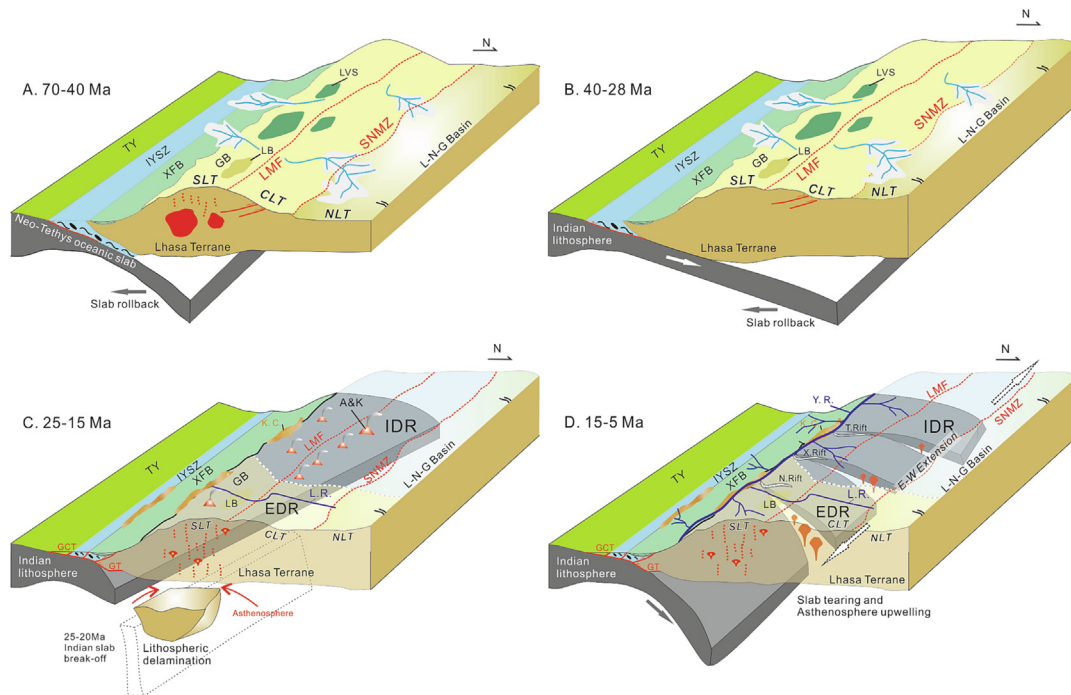 A. 70-40 Ma
N
TY
IYSZ
XFB
GB
LVS
LB
SLT
LMF
CLT
SNMZ
NLT
L-N-G Basin
Neo-Tethys oceanic slab
Lhasa Terrane
Slab rollback
B. 40-28 Ma
N
TY
IYSZ
XFB
GB
LVS
LB
SLT
LMF
CLT
SNMZ
NLT
L-N-G Basin
Indian
lithosphere
Lhasa Terrane
Slab rollback
C. 25-15 Ma
N
TY
IYSZ
XFB
K. C.
GB
A&K
IDR
LMF
SNMZ
L-N-G Basin
L.R.
LB
EDR
SLT
CLT
NLT
GCT
GT
Indian
lithosphere
Lhasa Terrane
Asthenosphere
25-20Ma
Indian slab
break-off
Lithospheric
delamination
D. 15-5 Ma
N
TY
IYSZ
XFB
Y. R.
LMF
SNMZ
IDR
T.Rift
X.Rift
N.Rift
E-W Extension
L-N-G Basin
L.R.
LB
EDR
SLT
CLT
NLT
GCT
GT
Indian
lithosphere
Lhasa Terrane
Slab tearing and
Asthenosphere upwelling